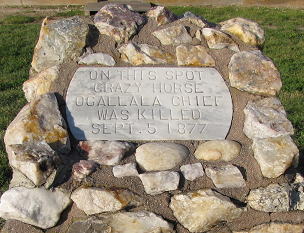 ON THIS SPOT
CRAZY HORSE
OGALLALA CHIEF
WAS KILLED
SEPT. 5 1877